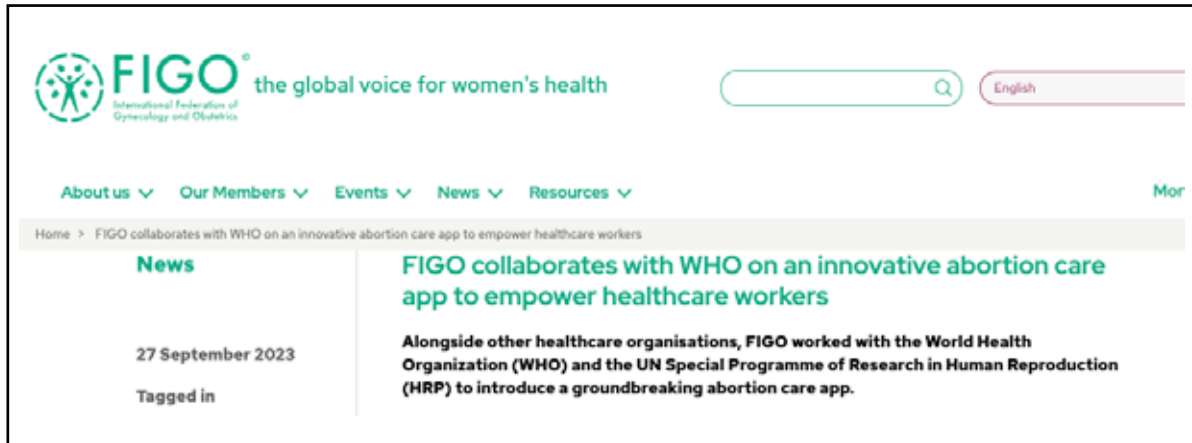 FIGO©
International Federation of
Gynecology and Obstetrics
the global voice for women's health
English
About us
Our Members
Events
News
Resources
Home > FIGO collaborates with WHO on an innovative abortion care app to empower healthcare workers
News
27 September 2023
Tagged in
FIGO collaborates with WHO on an innovative abortion care
app to empower healthcare workers
Alongside other healthcare organisations, FIGO worked with the World Health
Organization (WHO) and the UN Special Programme of Research in Human Reproduction
(HRP) to introduce a groundbreaking abortion care app.